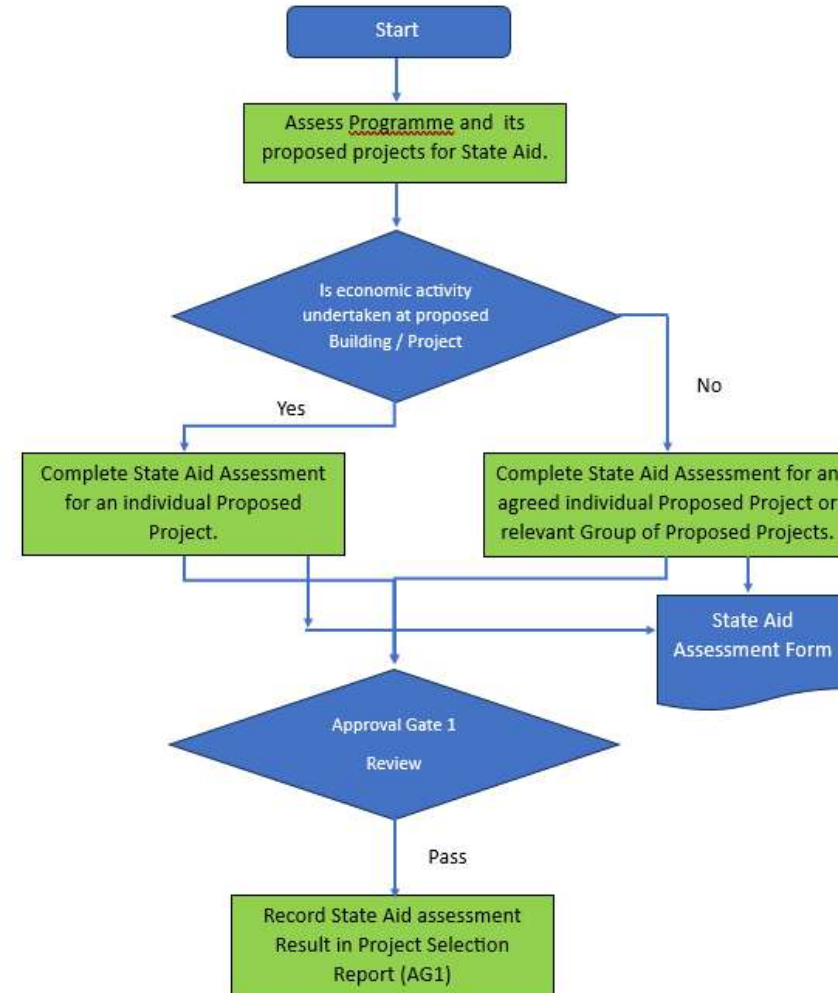 Start
Assess Programme and its
proposed projects for State Aid.
Is economic activity
undertaken at proposed
Building / Project
No
Yes
Complete State Aid Assessment
for an individual Proposed
Project.
Complete State Aid Assessment for an
agreed individual Proposed Project or
relevant Group of Proposed Projects.
State Aid
Assessment Form
Approval Gate 1
Review
Pass
Record State Aid assessment
Result in Project Selection
Report (AG1)